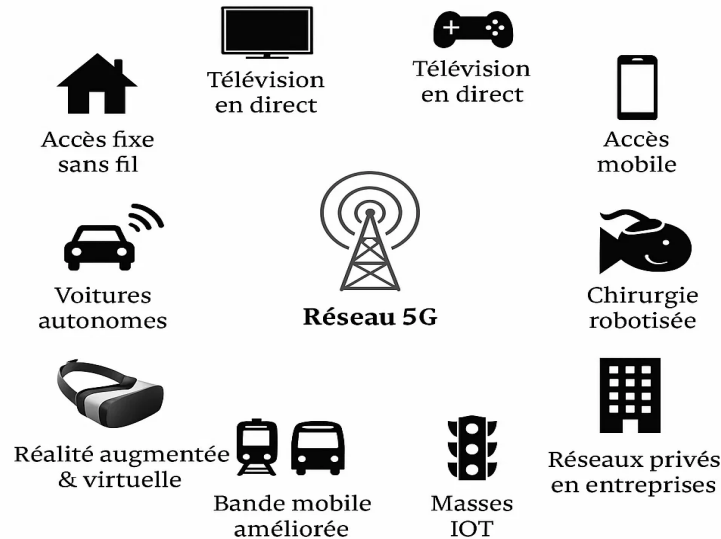 Télévision
en direct
Télévision
en direct
Accès fixe
sans fil
Accès
mobile
Voitures
autonomes
Réseau 5G
Chirurgie
robotisée
Réalité augmentée
& virtuelle
Bande mobile
améliorée
Masses
IOT
Réseaux privés
en entreprises